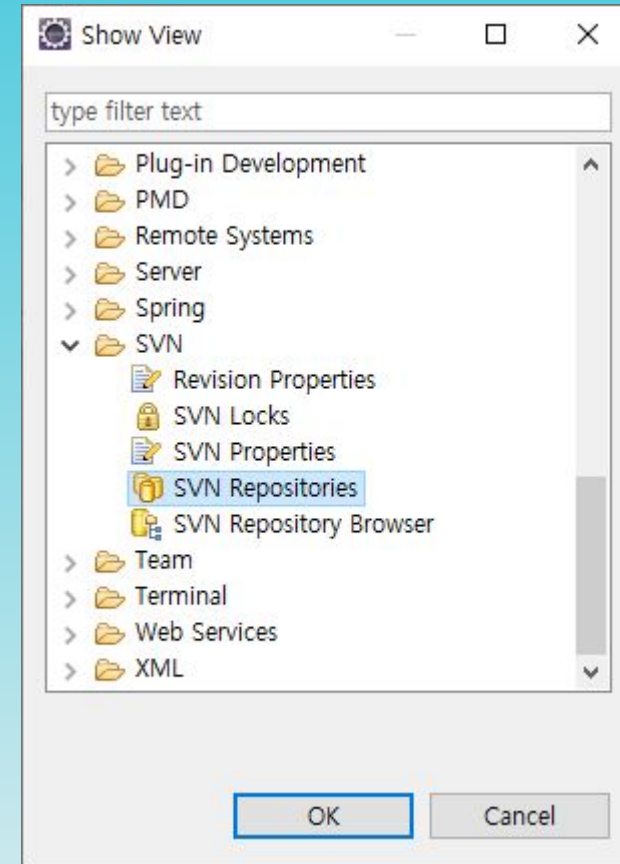 Show View
type filter text
Plug-in Development
PMD
Remote Systems
Server
Spring
SVN
Revision Properties
SVN Locks
SVN Properties
SVN Repositories
SVN Repository Browser
Team
Terminal
Web Services
XML
OK
Cancel